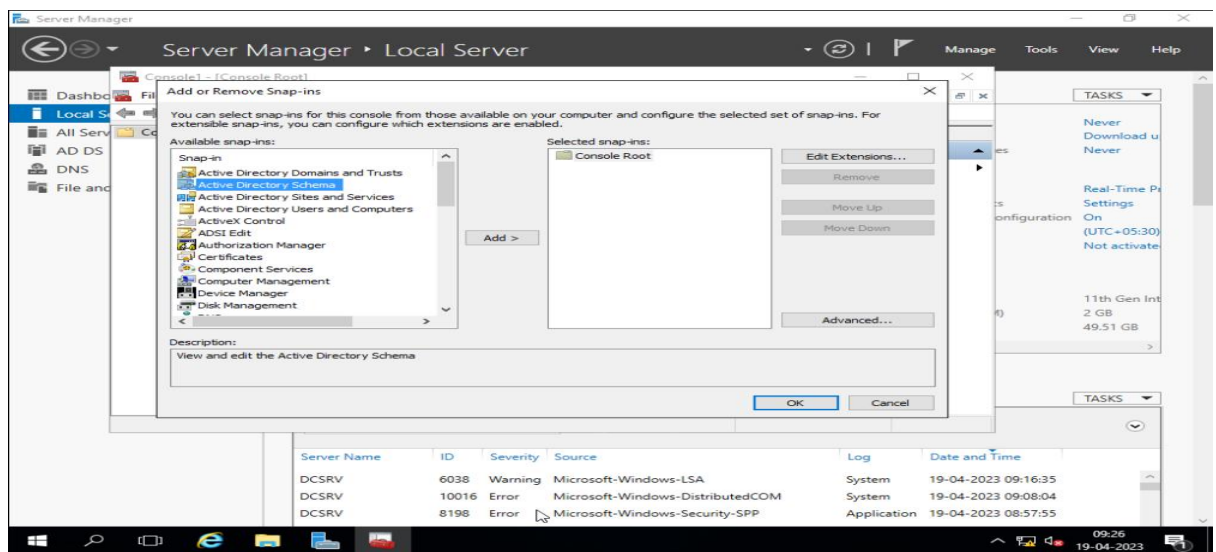 Server Manager
Server Manager • Local Server
Manage Tools View Help
Console1 - [Console Root]
Add or Remove Snap-ins
Dashbo
Fil
Local Se
All Serv
Co
AD DS
DNS
File and
You can select snap-ins for this console from those available on your computer and configure the selected set of snap-ins. For
extensible snap-ins, you can configure which extensions are enabled.
Available snap-ins:
Selected snap-ins:
Snap-in
Active Directory Domains and Trusts
Active Directory Schema
Active Directory Sites and Services
Active Directory Users and Computers
ActiveX Control
ADSI Edit
Authorization Manager
Certificates
Component Services
Computer Management
Device Manager
Disk Management
Add >
Console Root
Edit Extensions...
Remove
Move Up
Move Down
Advanced...
Description:
View and edit the Active Directory Schema
OK Cancel
TASKS
Never
Download u
es Never
Real-Time Pr
Settings
onfiguration On
(UTC+05:30)
Not activate
11th Gen Int
2 GB
49.51 GB
TASKS
Server Name ID Severity Source Log Date and Time
DCSRV 6038 Warning Microsoft-Windows-LSA System 19-04-2023 09:16:35
DCSRV 10016 Error Microsoft-Windows-DistributedCOM System 19-04-2023 09:08:04
DCSRV 8198 Error Microsoft-Windows-Security-SPP Application 19-04-2023 08:57:55
09:26
19-04-2023